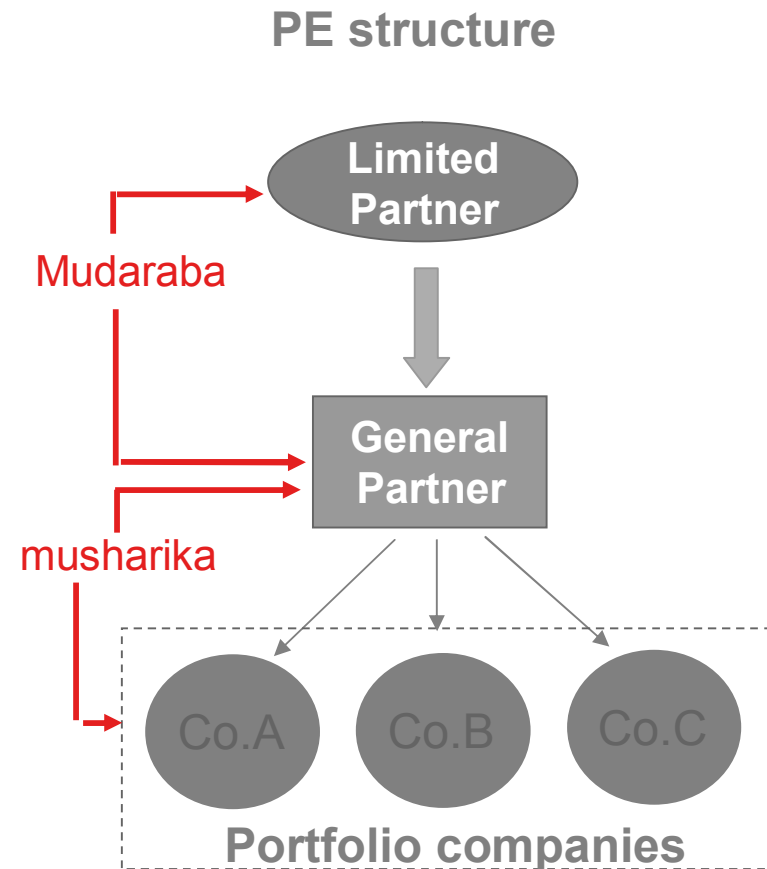 PE structure
Limited
Partner
Mudaraba
General
Partner
musharika
Co.A
Co.B
Co.C
Portfolio companies